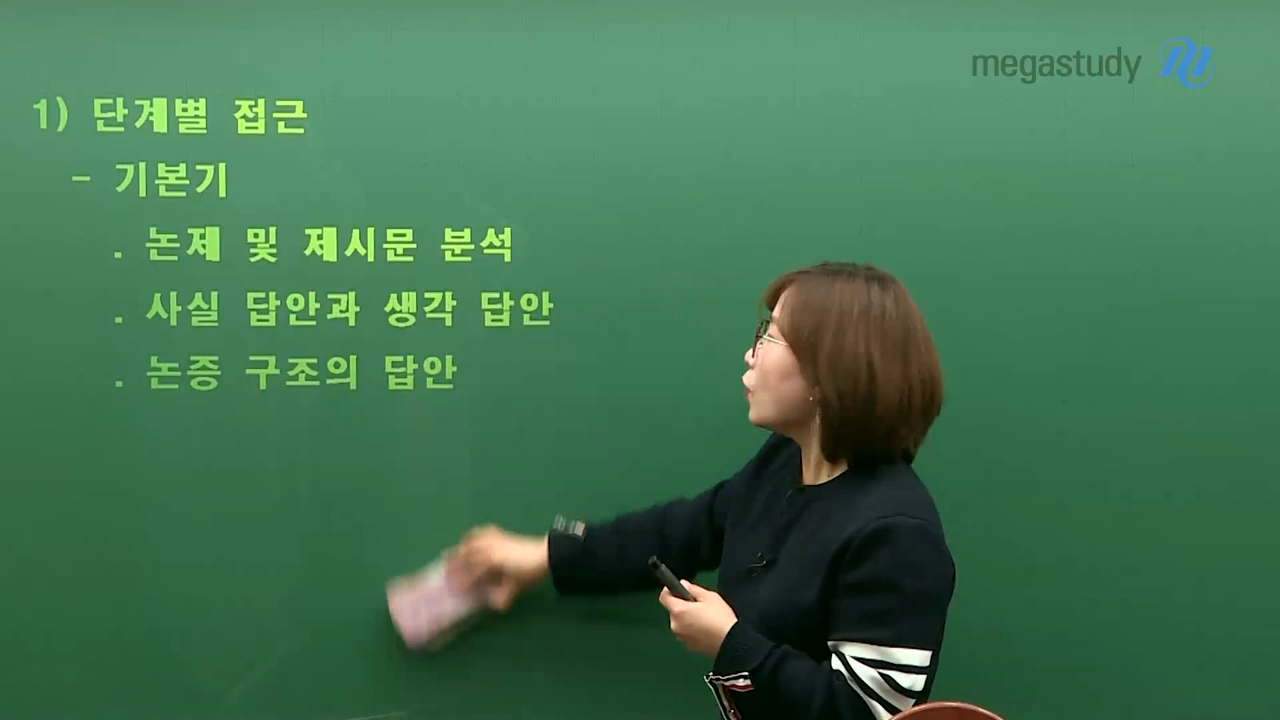 megastudy
1) 단계별 접근
- 기본기
. 논제 및 제시문 분석
. 사실 답안과 생각 답안
. 논증 구조의 답안